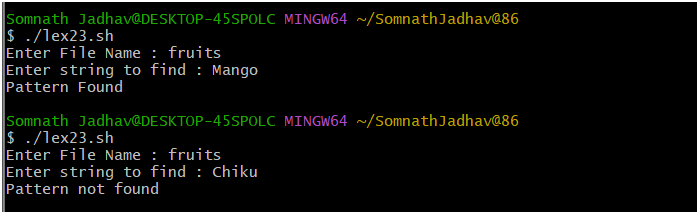 Somnath Jadhav@DESKTOP-45SPOLC MINGW64 ~/SomnathJadhav@86
$ ./lex23.sh
Enter File Name : fruits
Enter string to find : Mango
Pattern Found
Somnath Jadhav@DESKTOP-45SPOLC MINGW64 ~/SomnathJadhav@86
$ ./lex23.sh
Enter File Name : fruits
Enter string to find : Chiku
Pattern not found